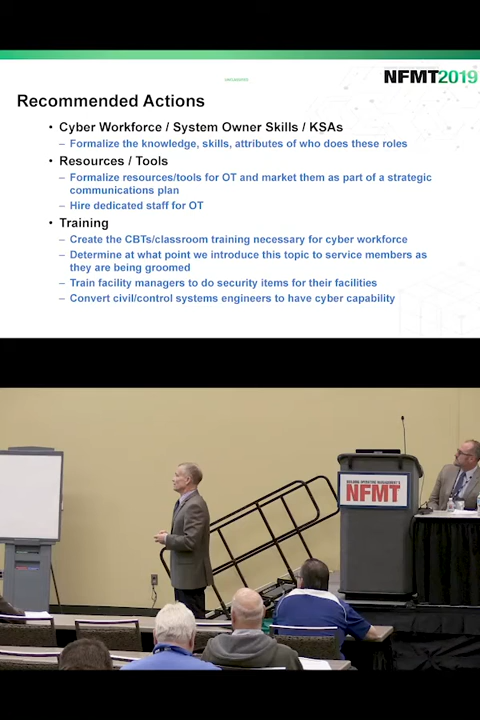 NFMT2019
UNCLASSIFIED
Recommended Actions
• Cyber Workforce / System Owner Skills / KSAs
– Formalize the knowledge, skills, attributes of who does these roles
• Resources / Tools
– Formalize resources/tools for OT and market them as part of a strategic
communications plan
– Hire dedicated staff for OT
• Training
– Create the CBTs/classroom training necessary for cyber workforce
– Determine at what point we introduce this topic to service members as
they are being groomed
– Train facility managers to do security items for their facilities
– Convert civil/control systems engineers to have cyber capability
BUILDING OPERATING MANAGEMENT'S
NFMT